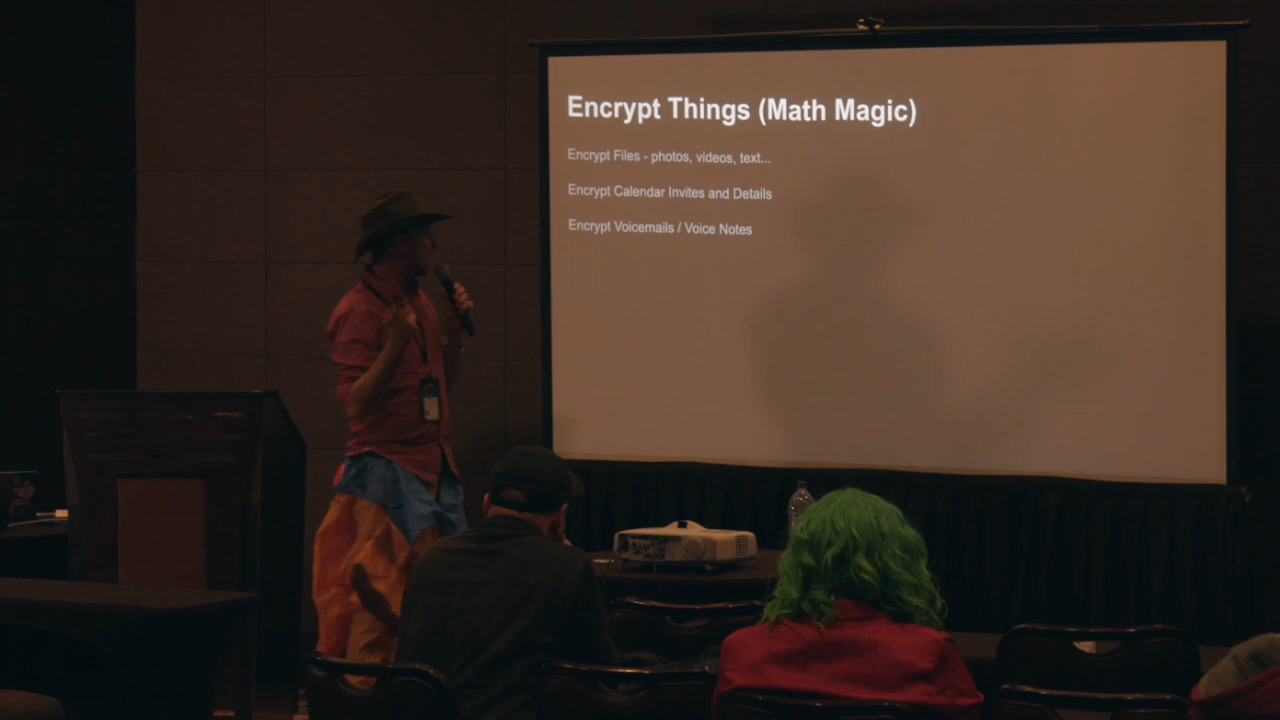 Encrypt Things (Math Magic)
Encrypt Files - photos, videos, text...
Encrypt Calendar Invites and Details
Encrypt Voicemails / Voice Notes